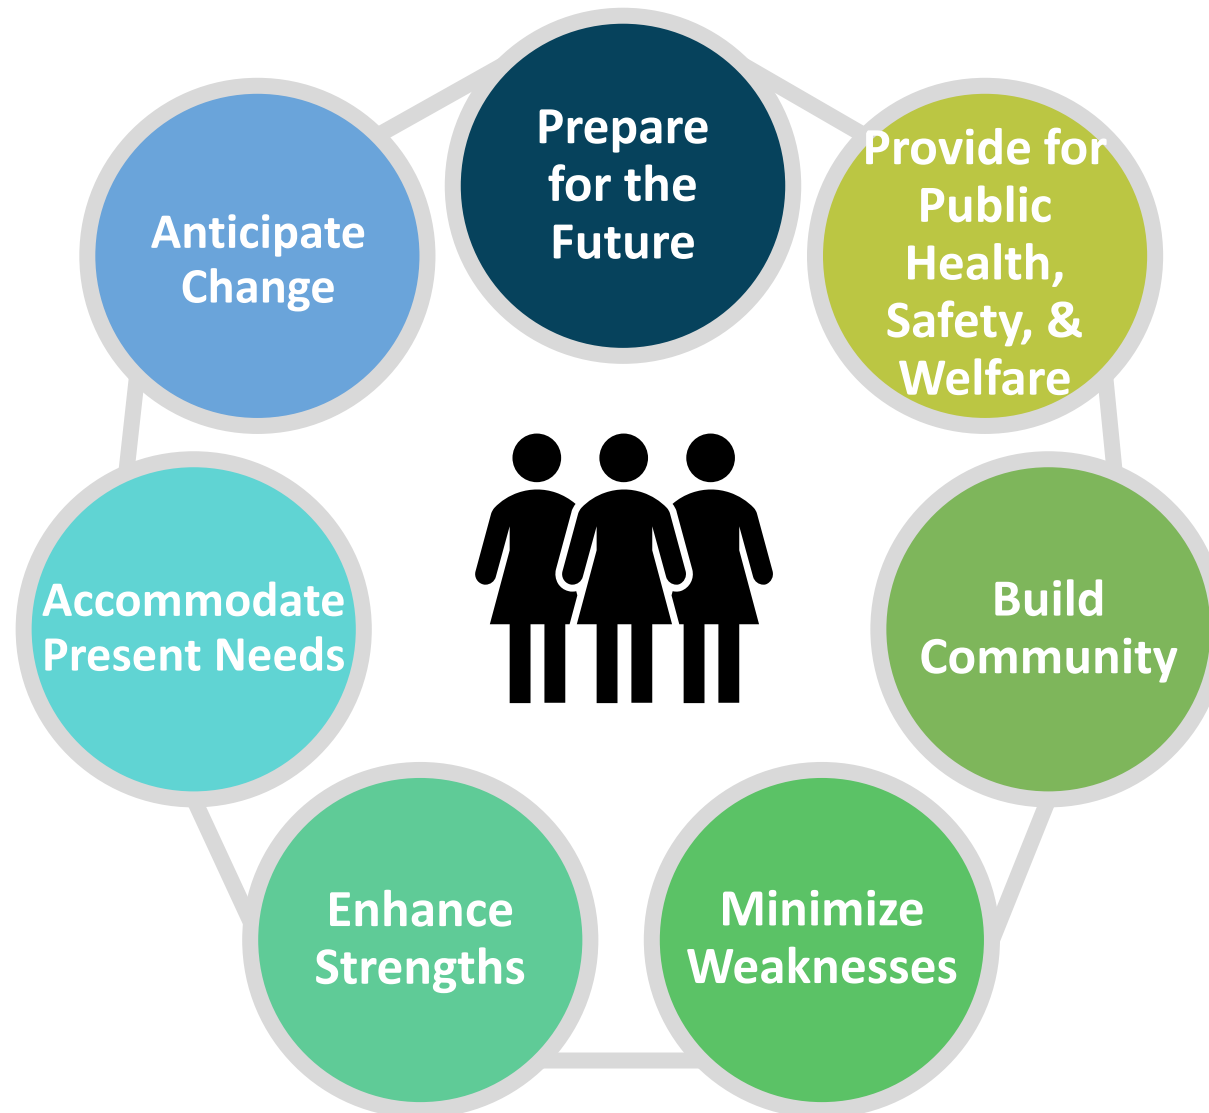 Prepare
for the
Future
Provide for
Public
Health,
Safety, &
Welfare
Build
Community
Minimize
Weaknesses
Enhance
Strengths
Accommodate
Present Needs
Anticipate
Change